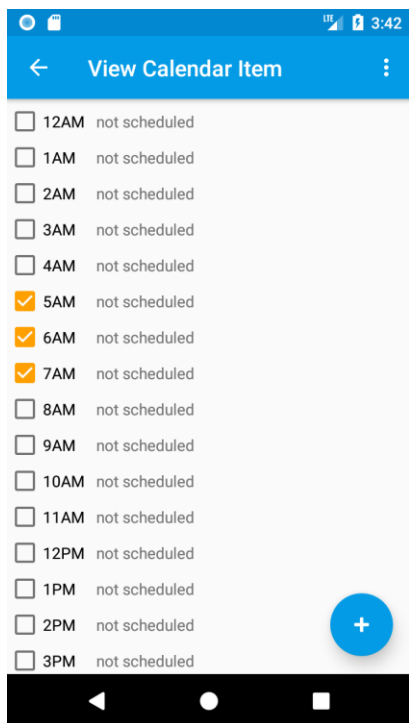 LTE 3:42
View Calendar Item
12AM not scheduled
1AM not scheduled
2AM not scheduled
3AM not scheduled
4AM not scheduled
5AM not scheduled
6AM not scheduled
7AM not scheduled
8AM not scheduled
9AM not scheduled
10AM not scheduled
11AM not scheduled
12PM not scheduled
1PM not scheduled
2PM not scheduled
+
3PM not scheduled